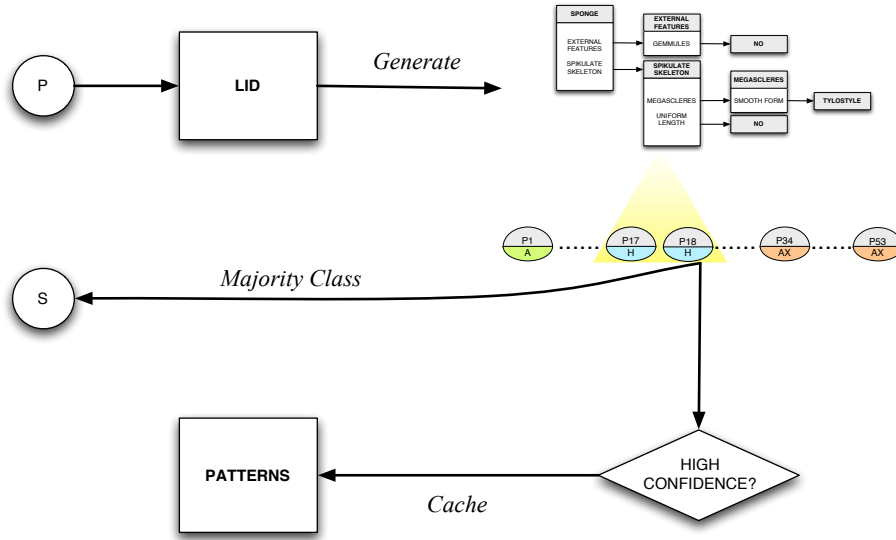 SPONGE
EXTERNAL
FEATURES
SPIKULATE
SKELETON
EXTERNAL
FEATURES
GEMMULES
NO
SPIKULATE
SKELETON
MEGASCLERES
UNIFORM
LENGTH
MEGASCLERES
SMOOTH FORM
TYLOSTYLE
NO
P
LID
Generate
P1
A
P17
H
P18
H
P34
AX
P53
AX
Majority Class
S
PATTERNS
Cache
HIGH
CONFIDENCE?